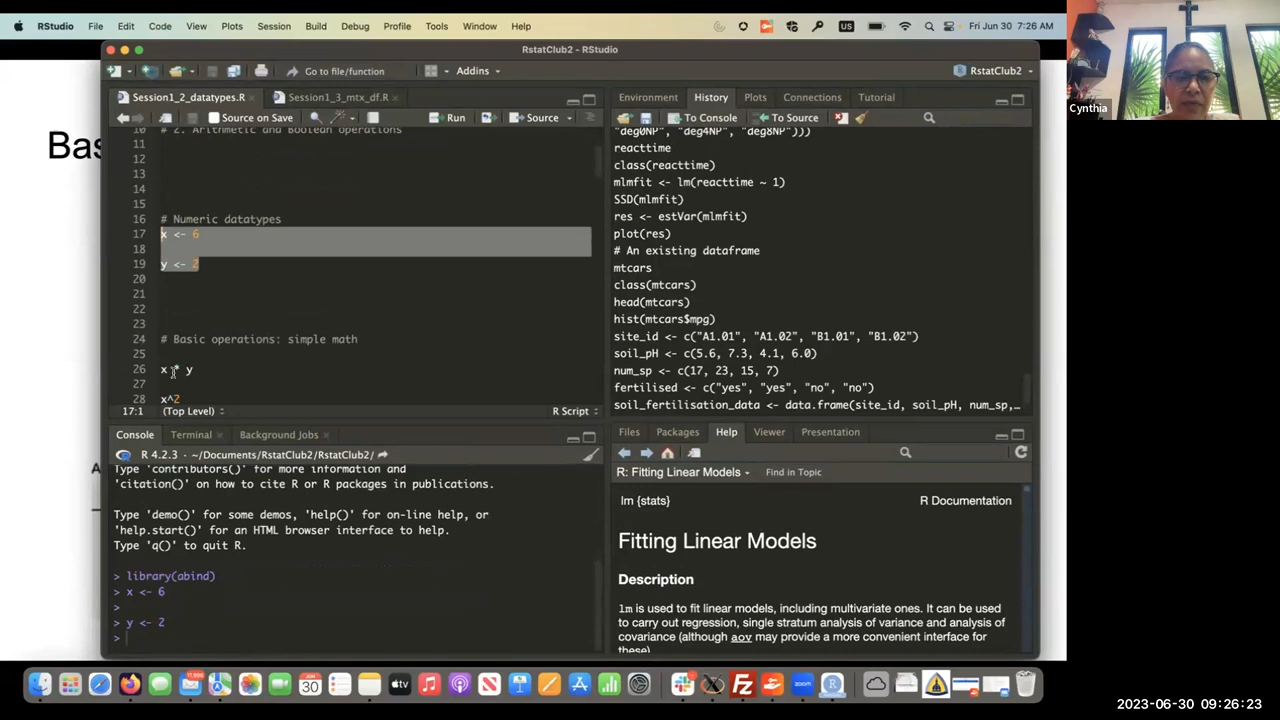 RStudio File Edit Code View Plots Session Build Debug Profile Tools Window Help US Fri Jun 30 7:26 AM
RstatClub2 - RStudio
Go to file/function Addins RstatClub2
Session1_2_datatypes.R Session1_3_mtx_df.R
Source on Save Run Source
10 # 2. Arithmetic and Boolean operations
11
12
13
14
15
16 # Numeric datatypes
17 x <- 6
18
19 y <- 2
20
21
22
23
24 # Basic operations: simple math
25
26 x * y
27
28 x^2
17:1 (Top Level) R Script
Console Terminal Background Jobs
R 4.2.3 · ~/Documents/RstatClub2/RstatClub2/
Type 'contributors()' for more information and
'citation()' on how to cite R or R packages in publications.
Type 'demo()' for some demos, 'help()' for on-line help, or
'help.start()' for an HTML browser interface to help.
Type 'q()' to quit R.
> library(abind)
> x <- 6
>
> y <- 2
>
Environment History Plots Connections Tutorial
To Console To Source
"deg0NP", "deg4NP", "deg8NP")))
reacttime
class(reacttime)
mlmfit <- lm(reacttime ~ 1)
SSD(mlmfit)
res <- estVar(mlmfit)
plot(res)
# An existing dataframe
mtcars
class(mtcars)
head(mtcars)
hist(mtcars$mpg)
site_id <- c("A1.01", "A1.02", "B1.01", "B1.02")
soil_pH <- c(5.6, 7.3, 4.1, 6.0)
num_sp <- c(17, 23, 15, 7)
fertilised <- c("yes", "yes", "no", "no")
soil_fertilisation_data <- data.frame(site_id, soil_pH, num_sp,…
Files Packages Help Viewer Presentation
R: Fitting Linear Models Find in Topic
lm {stats} R Documentation
Fitting Linear Models
Description
lm is used to fit linear models, including multivariate ones. It can be used
to carry out regression, single stratum analysis of variance and analysis of
covariance (although aov may provide a more convenient interface for
these).
Bas
A
Cynthia
JUN
30
tv
zoom
R
2023-06-30 09:26:23